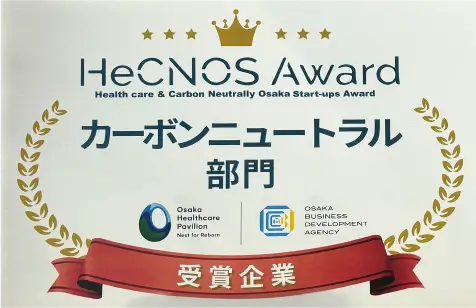 HeCNOS Award
Health care & Carbon Neutrally Osaka Start-ups Award
カーボンニュートラル
部門
Osaka
Healthcare
Pavilion
Nest for Reborn
OSAKA
BUSINESS
DEVELOPMENT
AGENCY
受賞企業